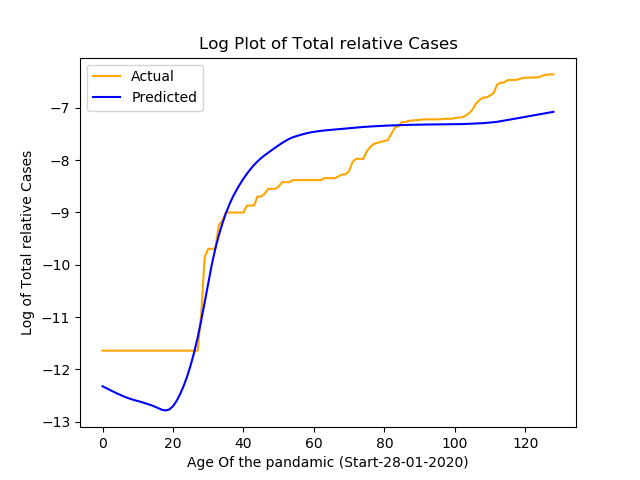 Log Plot of Total relative Cases
Actual
Predicted
Log of Total relative Cases
−7
−8
−9
−10
−11
−12
−13
0 20 40 60 80 100 120
Age Of the pandamic (Start-28-01-2020)